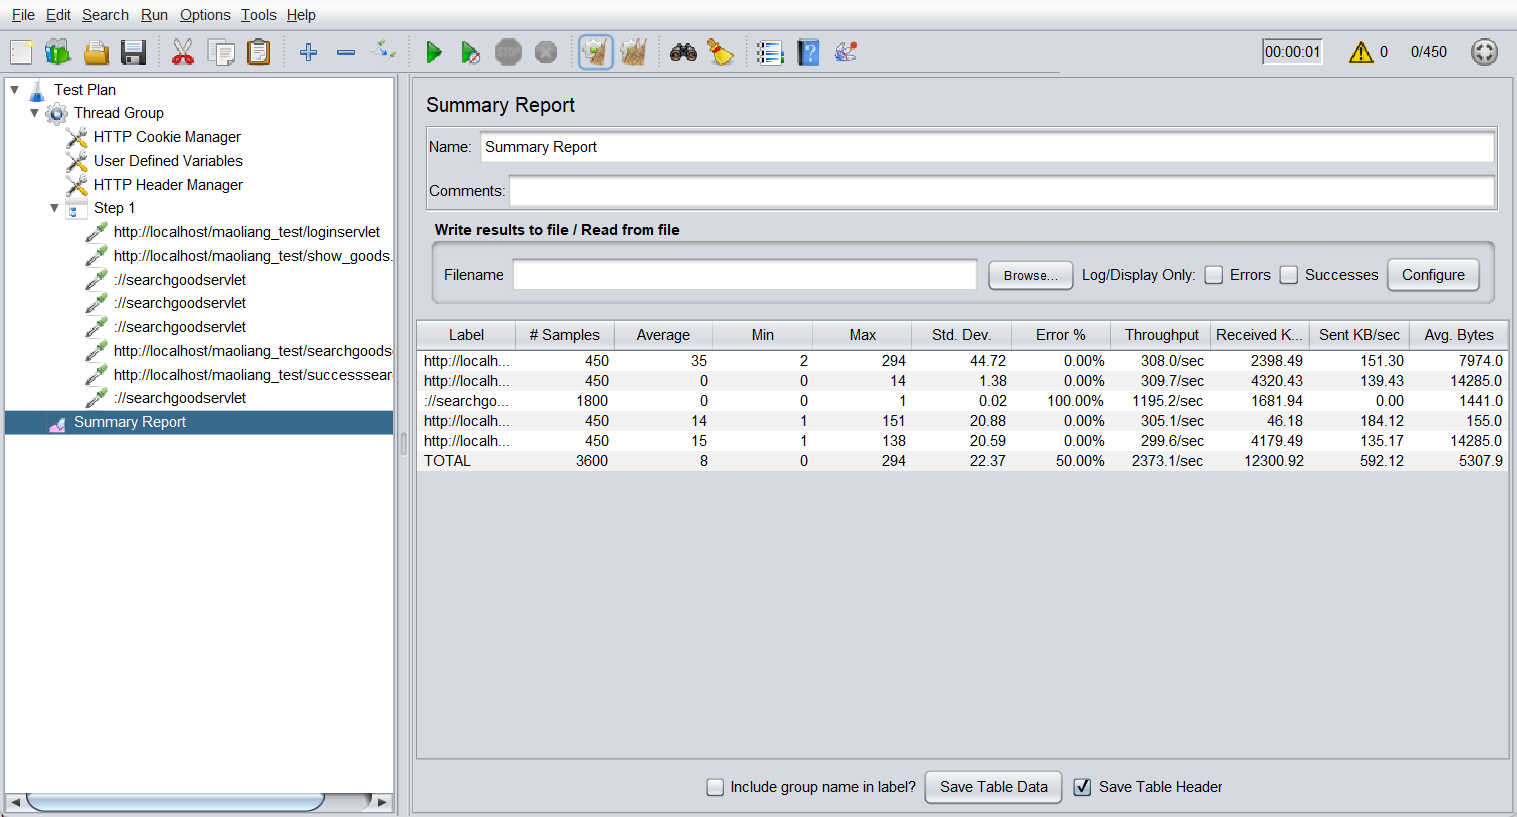 File Edit Search Run Options Tools Help
STOP 00:00:01 0 0/450
Test Plan
Thread Group
HTTP Cookie Manager
User Defined Variables
HTTP Header Manager
Step 1
http://localhost/maoliang_test/loginservlet
http://localhost/maoliang_test/show_goods.
://searchgoodservlet
://searchgoodservlet
://searchgoodservlet
http://localhost/maoliang_test/searchgoods
http://localhost/maoliang_test/successsear
://searchgoodservlet
Summary Report
Summary Report
Name: Summary Report
Comments:
Write results to file / Read from file
Filename Browse... Log/Display Only: Errors Successes Configure
Label # Samples Average Min Max Std. Dev. Error % Throughput Received K... Sent KB/sec Avg. Bytes
http://localh... 450 35 2 294 44.72 0.00% 308.0/sec 2398.49 151.30 7974.0
http://localh... 450 0 0 14 1.38 0.00% 309.7/sec 4320.43 139.43 14285.0
://searchgo... 1800 0 0 1 0.02 100.00% 1195.2/sec 1681.94 0.00 1441.0
http://localh... 450 14 1 151 20.88 0.00% 305.1/sec 46.18 184.12 155.0
http://localh... 450 15 1 138 20.59 0.00% 299.6/sec 4179.49 135.17 14285.0
TOTAL 3600 8 0 294 22.37 50.00% 2373.1/sec 12300.92 592.12 5307.9
Include group name in label? Save Table Data Save Table Header